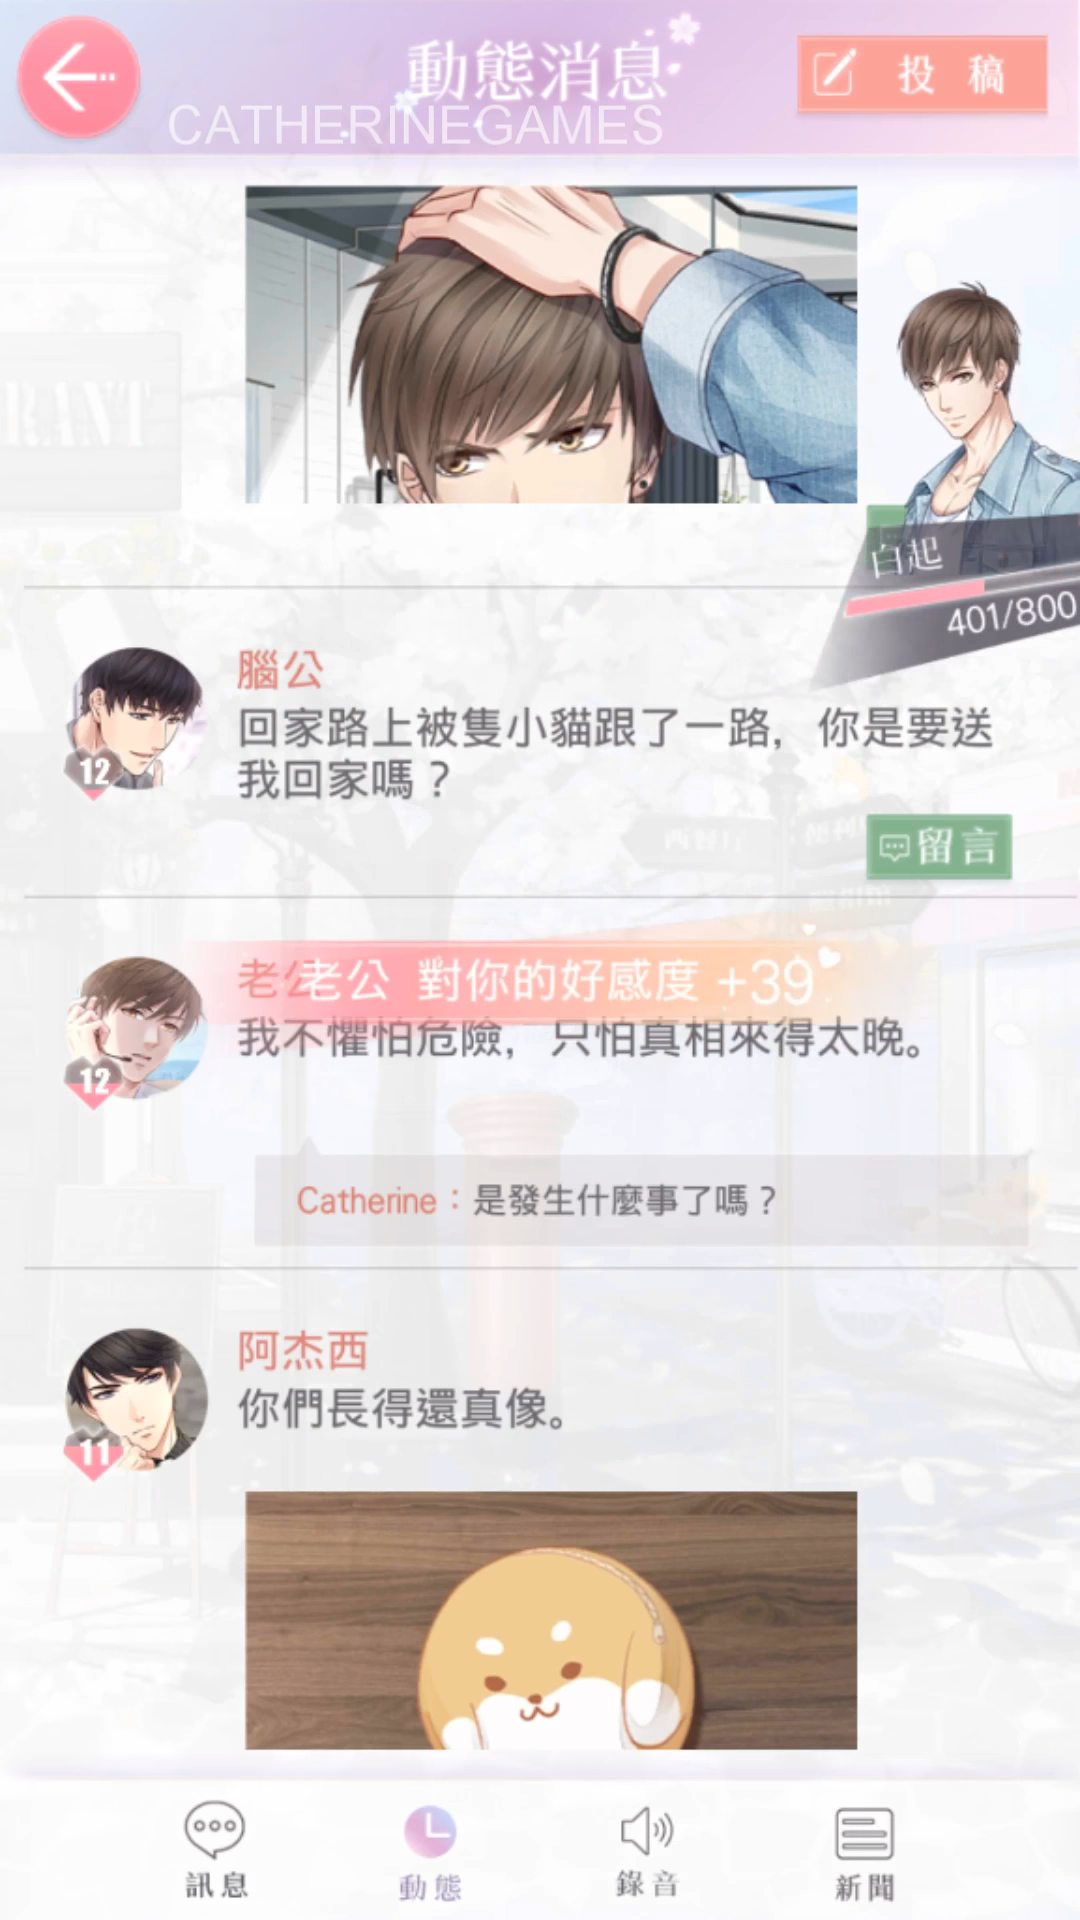 動態消息
投稿
CATHERINEGAMES
RANT
白起
401/800
腦公
12
回家路上被隻小貓跟了一路，你是要送
我回家嗎？
留言
老公 對你的好感度 +39
老公
12
我不懼怕危險，只怕真相來得太晚。
Catherine：是發生什麼事了嗎？
阿杰西
11
你們長得還真像。
訊息
動態
錄音
新聞